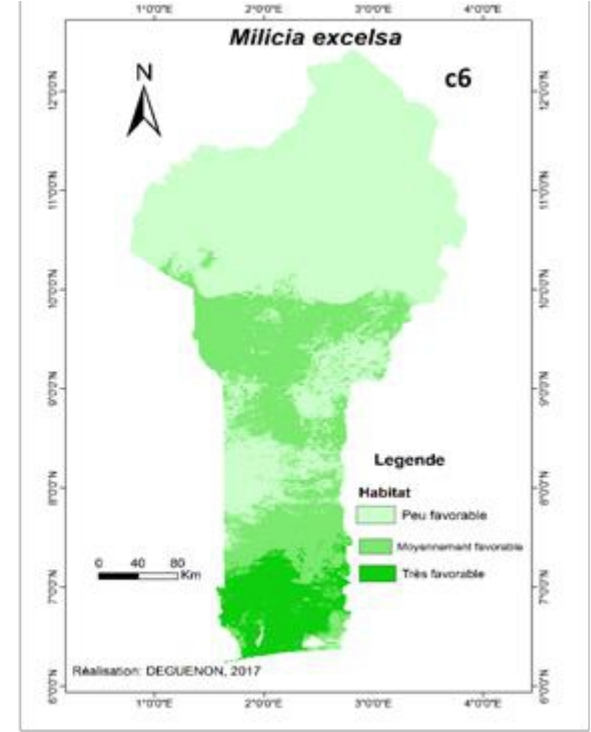 1°0'0"E 2°0'0"E 3°0'0"E 4°0'0"E
Milicia excelsa
c6
N
12°0'0"N 12°0'0"N
11°0'0"N 11°0'0"N
10°0'0"N 10°0'0"N
9°0'0"N 9°0'0"N
8°0'0"N 8°0'0"N
7°0'0"N 7°0'0"N
6°0'0"N 6°0'0"N
Legende
Habitat
Peu favorable
Moyennement favorable
Très favorable
0 40 80
Km
Réalisation: DEGUENON, 2017
1°0'0"E 2°0'0"E 3°0'0"E 4°0'0"E